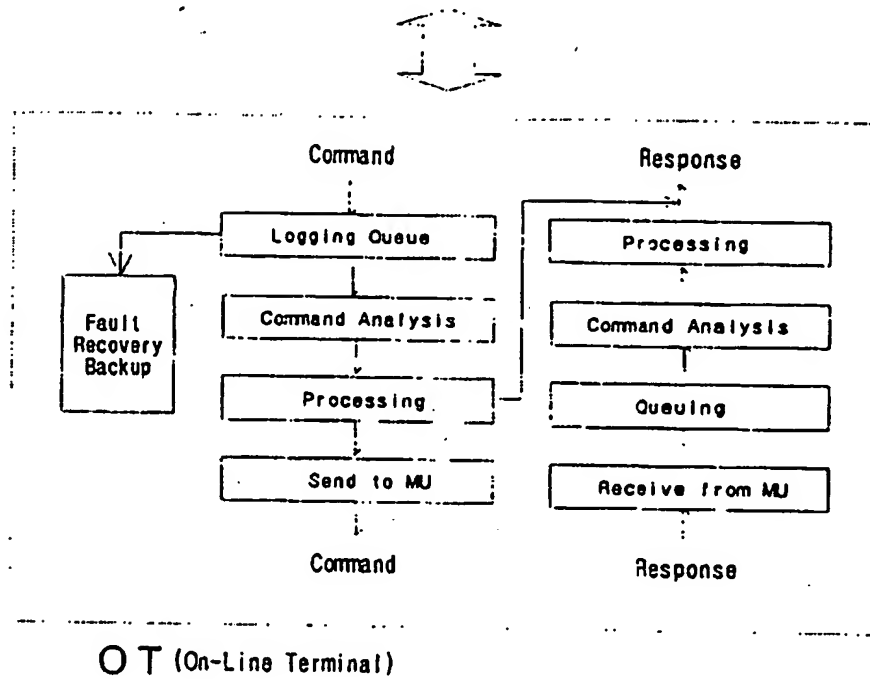 Command
Logging Queue
Fault
Recovery
Backup
Command Analysis
Processing
Send to MU
Command
Response
Processing
Command Analysis
Queuing
Receive from MU
Response
OT (On-Line Terminal)